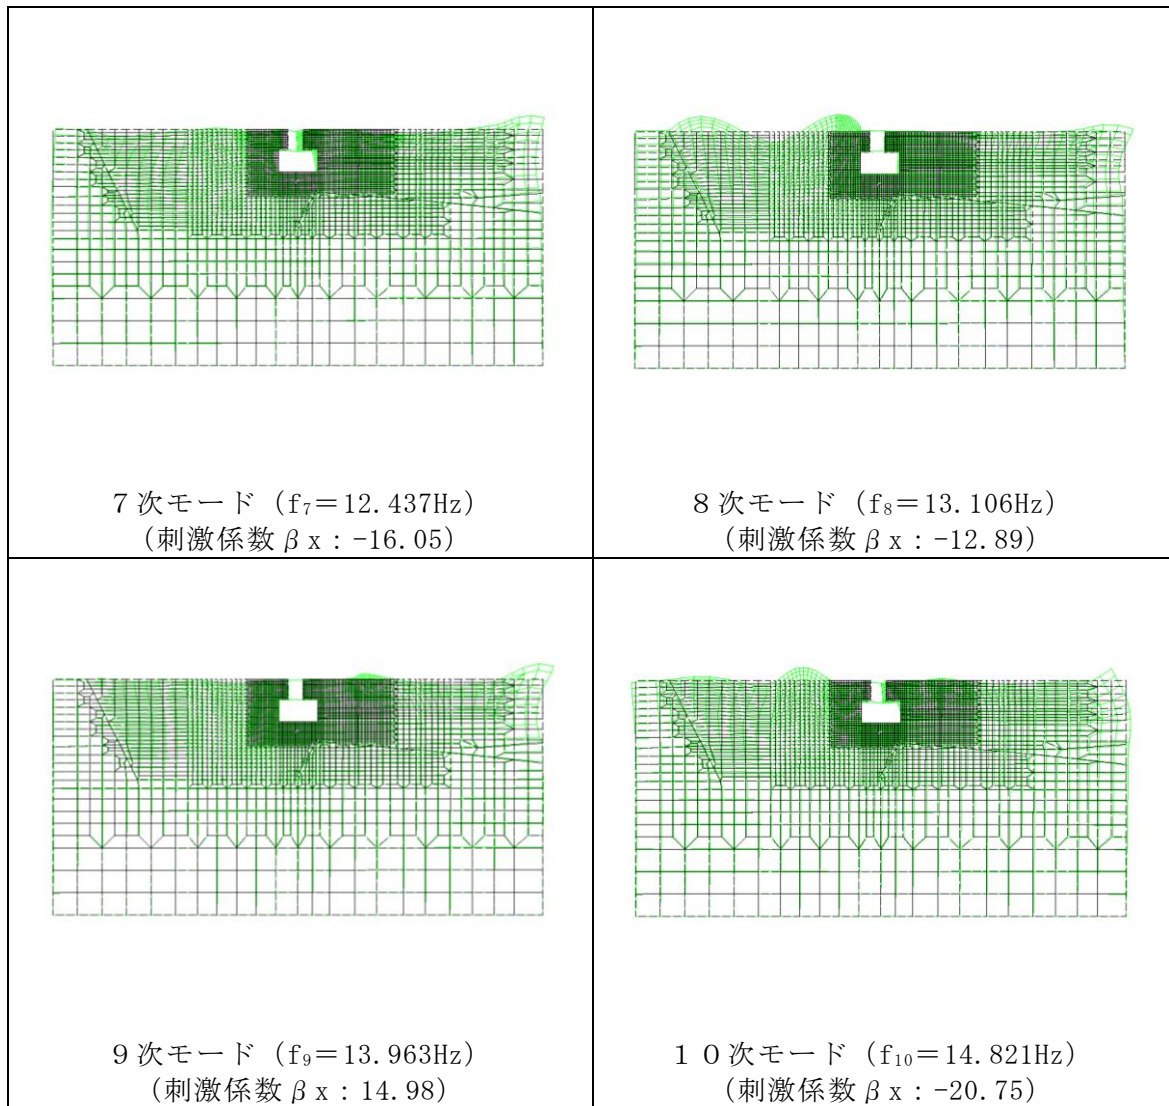 7次モード (f₇＝12.437Hz)
(刺激係数βx：-16.05)
8次モード (f₈＝13.106Hz)
(刺激係数βx：-12.89)
9次モード (f₉＝13.963Hz)
(刺激係数βx：14.98)
10次モード (f₁₀＝14.821Hz)
(刺激係数βx：-20.75)